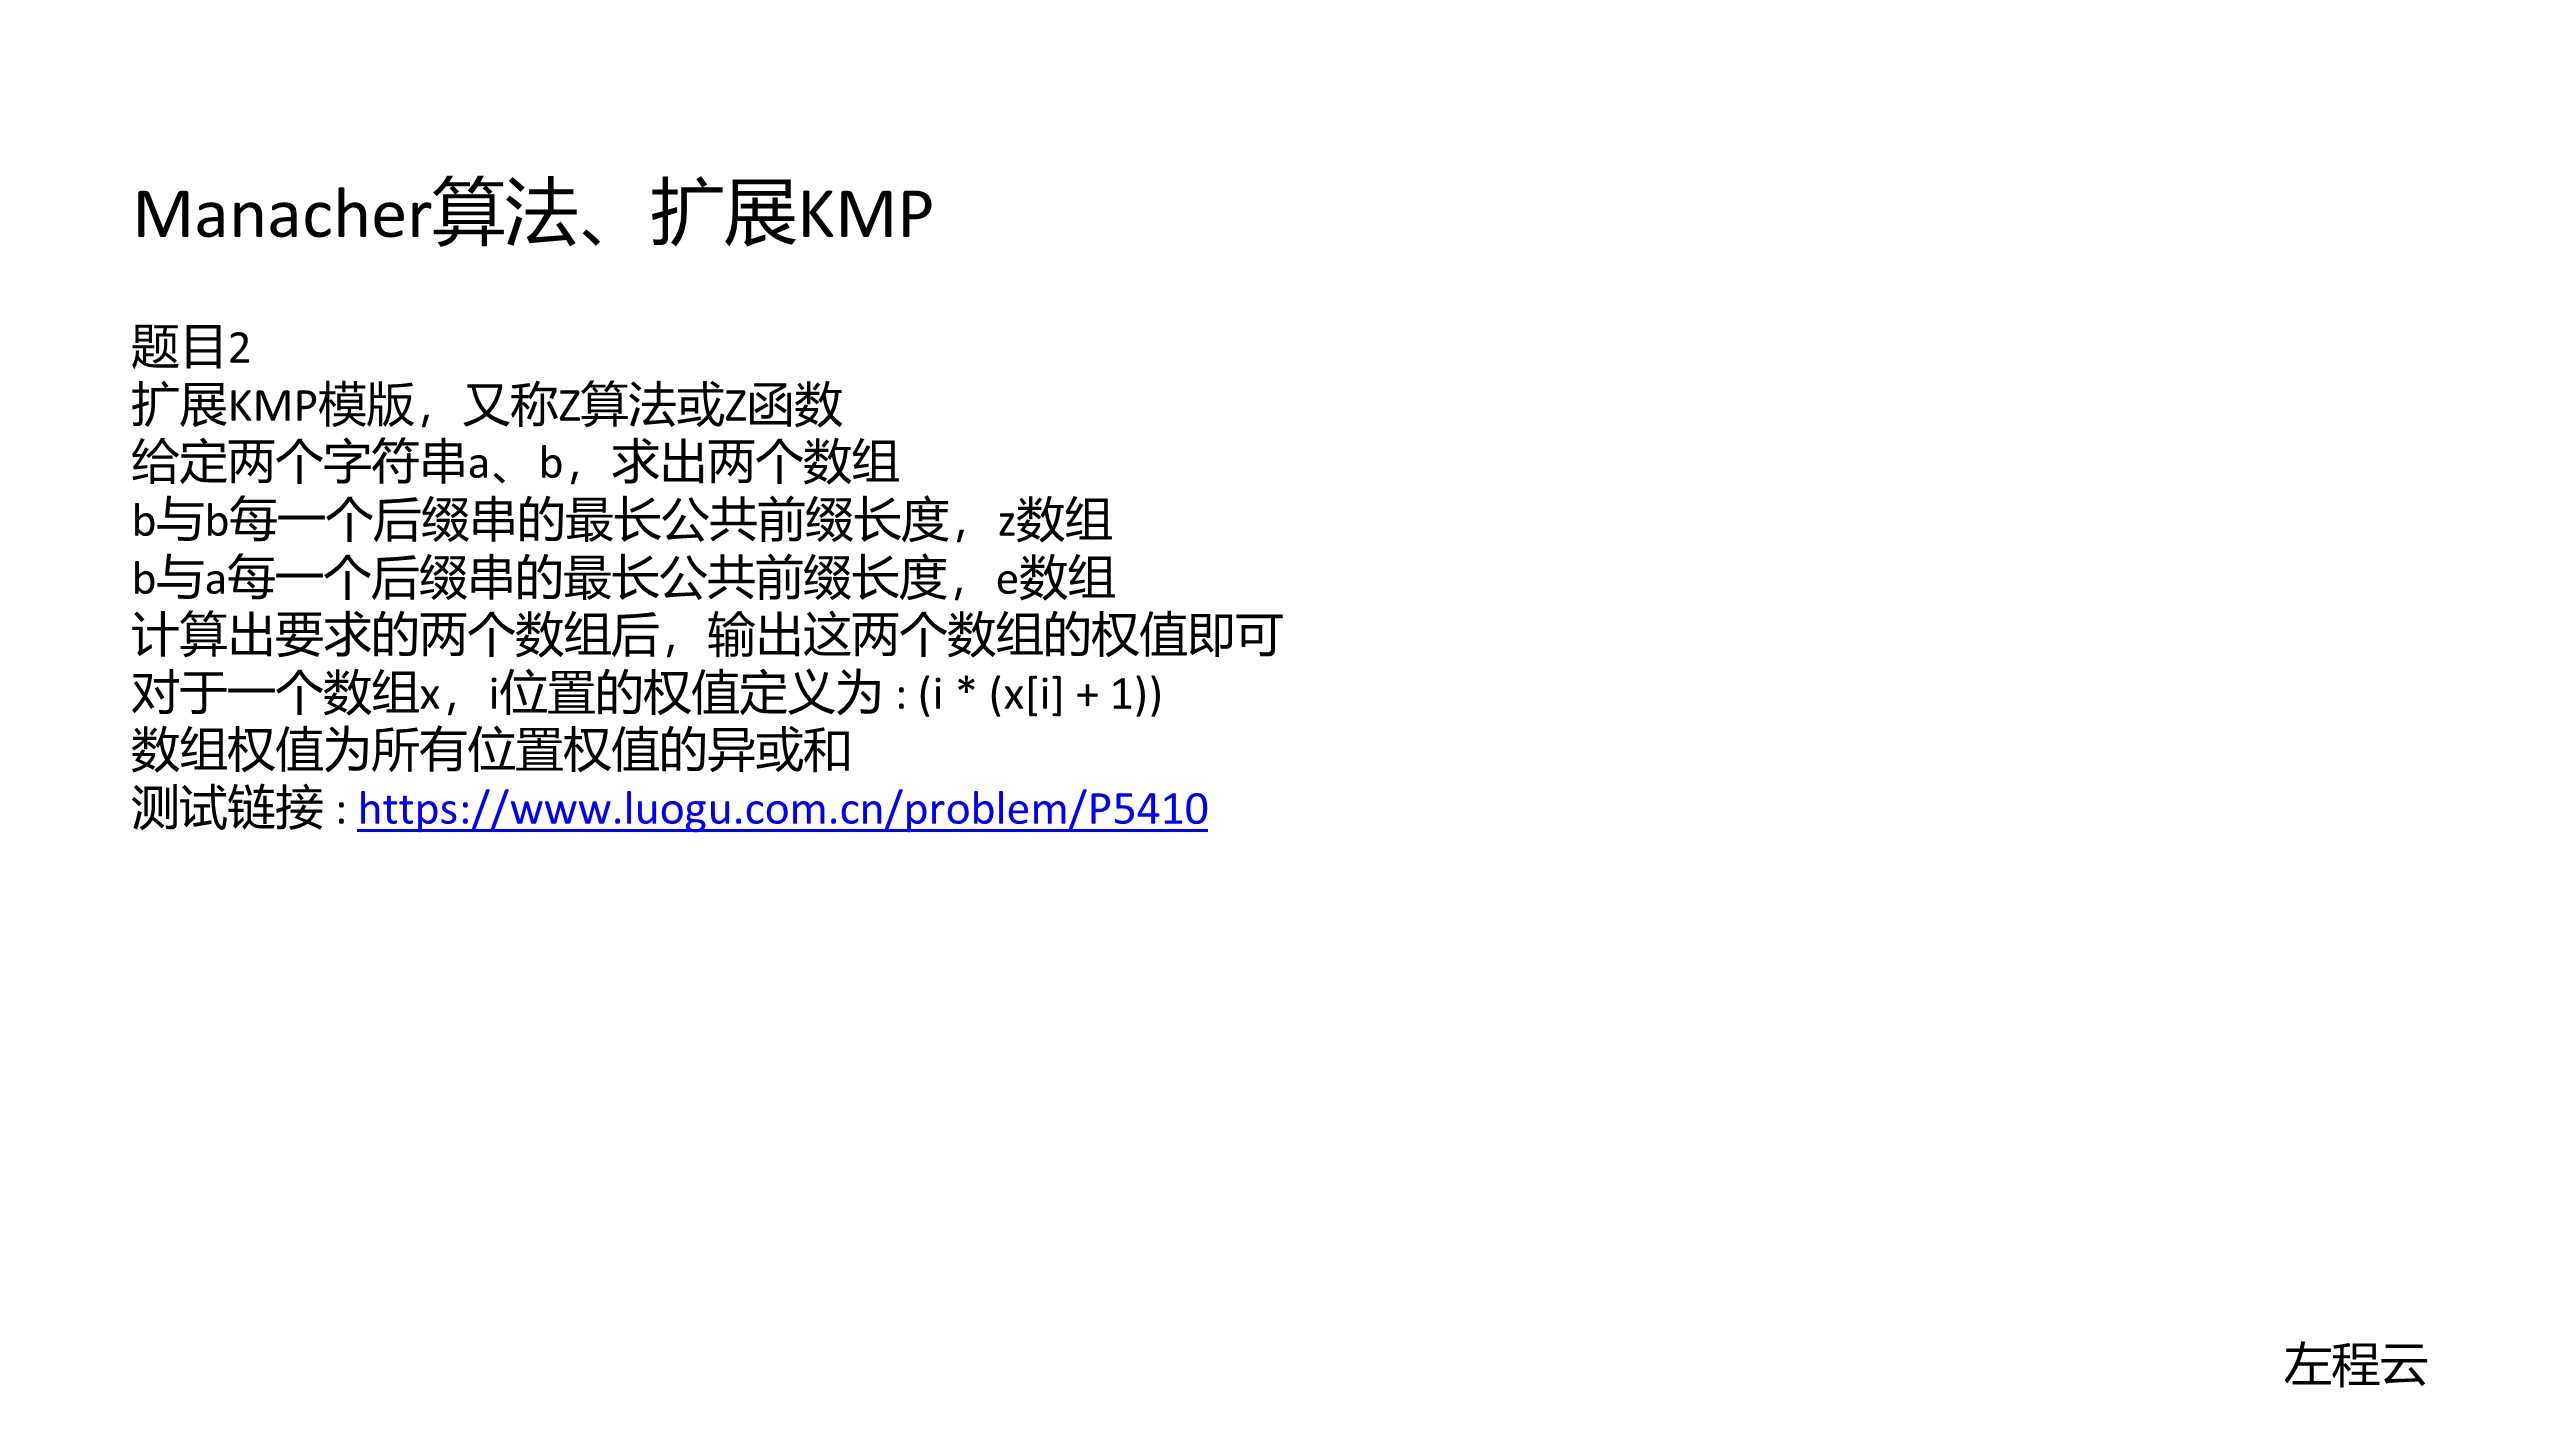 Manacher算法、扩展KMP
题目2
扩展KMP模版，又称Z算法或Z函数
给定两个字符串a、b，求出两个数组
b与b每一个后缀串的最长公共前缀长度，z数组
b与a每一个后缀串的最长公共前缀长度，e数组
计算出要求的两个数组后，输出这两个数组的权值即可
对于一个数组x，i位置的权值定义为 : (i * (x[i] + 1))
数组权值为所有位置权值的异或和
测试链接 : https://www.luogu.com.cn/problem/P5410
左程云